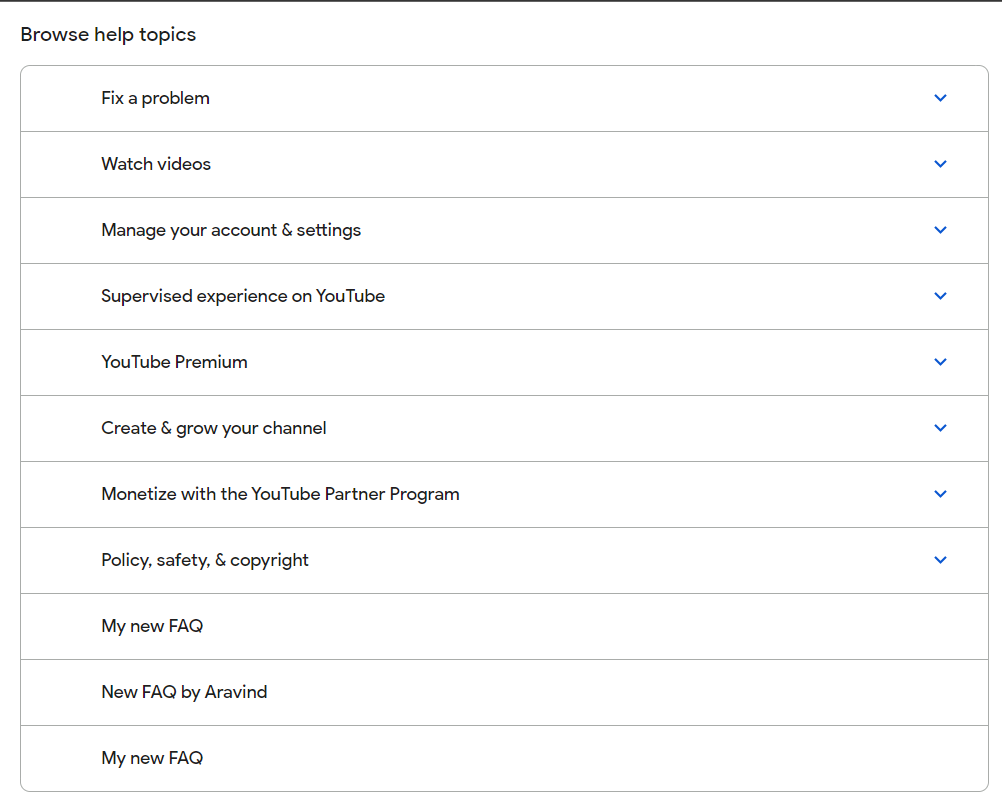 Browse help topics
Fix a problem
Watch videos
Manage your account & settings
Supervised experience on YouTube
YouTube Premium
Create & grow your channel
Monetize with the YouTube Partner Program
Policy, safety, & copyright
My new FAQ
New FAQ by Aravind
My new FAQ